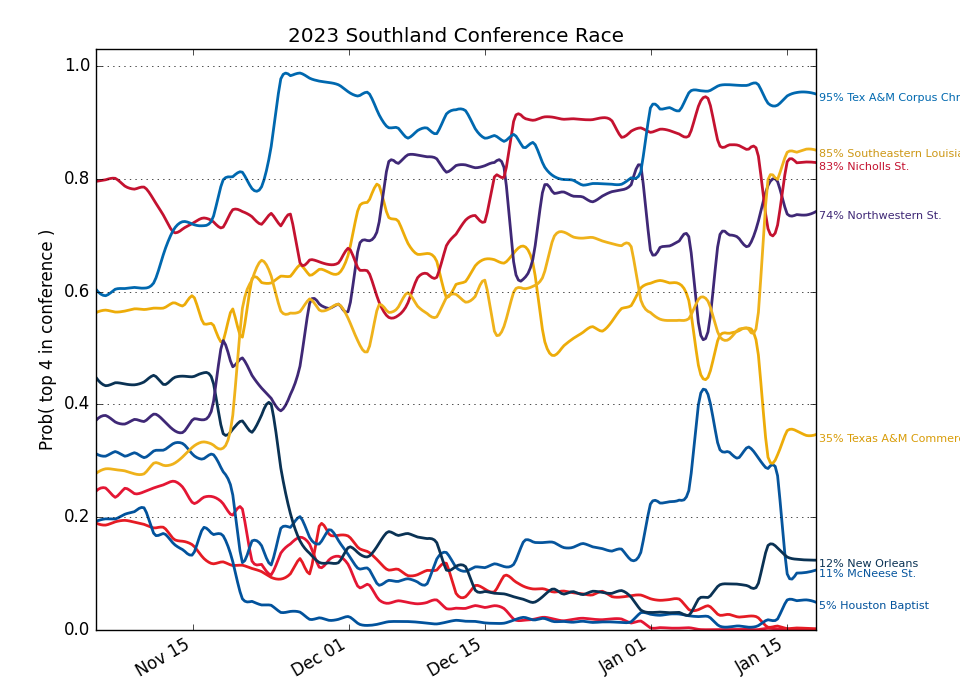 2023 Southland Conference Race
Prob( top 4 in conference )
1.0
0.8
0.6
0.4
0.2
0.0
Nov 15
Dec 01
Dec 15
Jan 01
Jan 15
95% Tex A&M Corpus Chr
85% Southeastern Louisia
83% Nicholls St.
74% Northwestern St.
35% Texas A&M Commerc
12% New Orleans
11% McNeese St.
5% Houston Baptist